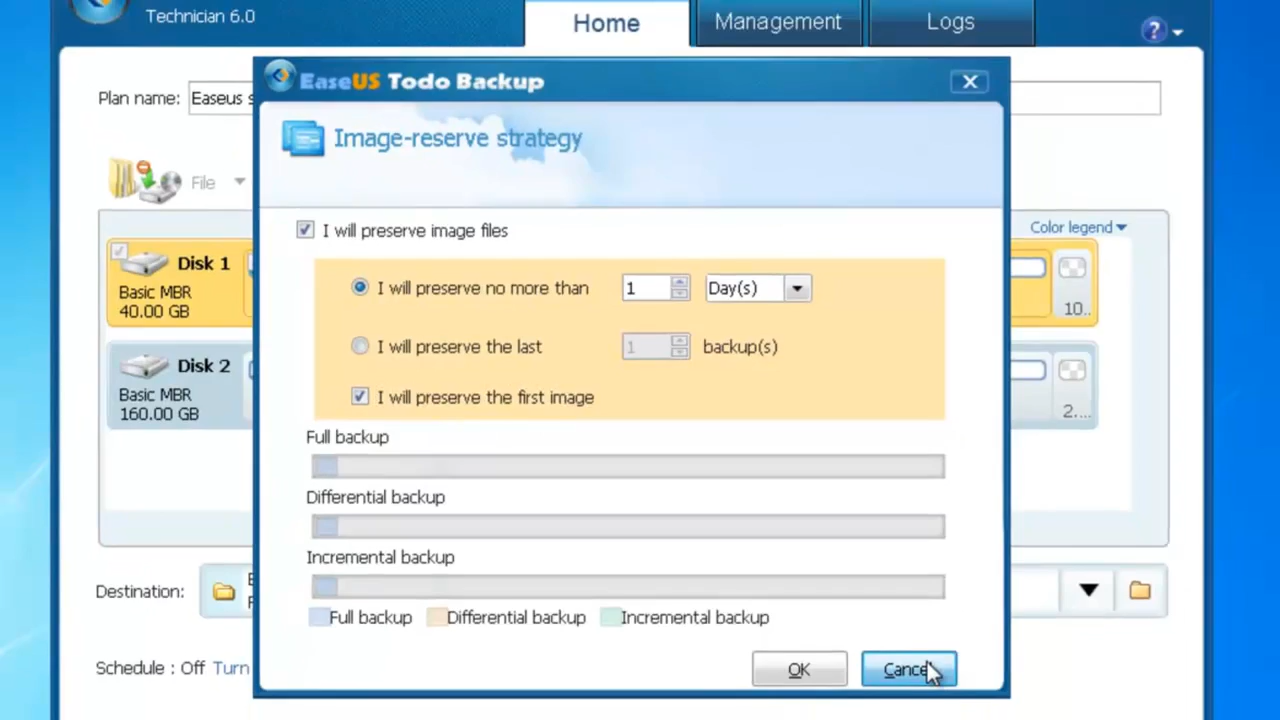 Technician 6.0
Home
Management
Logs
?
EaseUS Todo Backup
Plan name: Easeus
Image-reserve strategy
File
I will preserve image files
Color legend
Disk 1
Basic MBR
40.00 GB
I will preserve no more than 1 Day(s)
10..
I will preserve the last 1 backup(s)
Disk 2
Basic MBR
160.00 GB
2....
I will preserve the first image
Full backup
Differential backup
Incremental backup
Destination:
Full backup Differential backup Incremental backup
Schedule : Off Turn
OK
Cancel